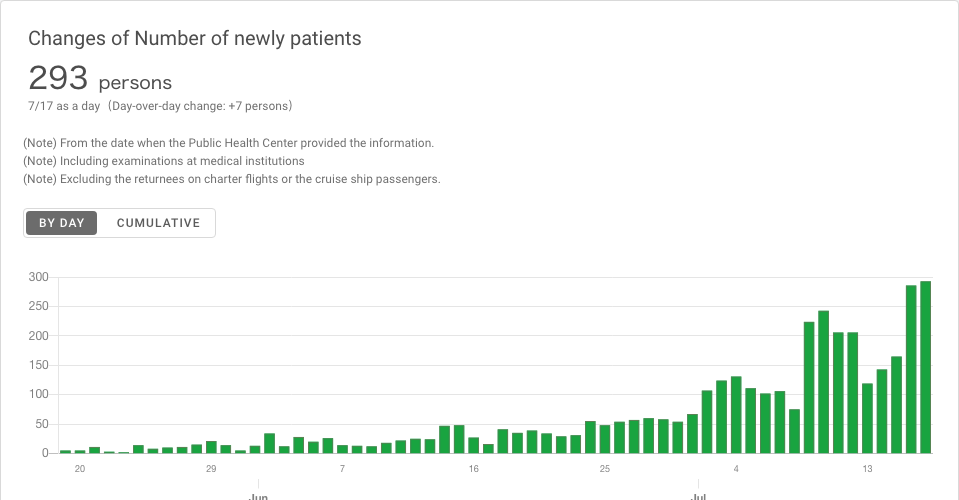 Changes of Number of newly patients
293 persons
7/17 as a day（Day-over-day change: +7 persons）
(Note) From the date when the Public Health Center provided the information.
(Note) Including examinations at medical institutions
(Note) Excluding the returnees on charter flights or the cruise ship passengers.
BY DAY CUMULATIVE
300
250
200
150
100
50
0
20 29 7 16 25 4 13
Jun Jul